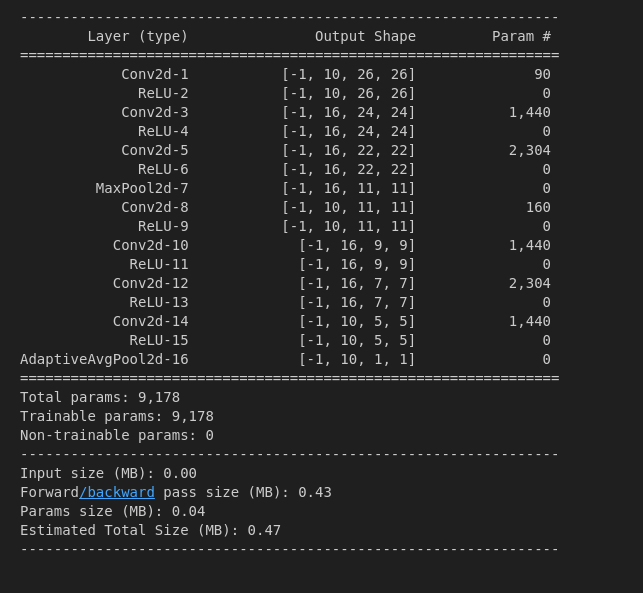 ----------------------------------------------------------------
        Layer (type)               Output Shape         Param #
================================================================
            Conv2d-1           [-1, 10, 26, 26]              90
              ReLU-2           [-1, 10, 26, 26]               0
            Conv2d-3           [-1, 16, 24, 24]           1,440
              ReLU-4           [-1, 16, 24, 24]               0
            Conv2d-5           [-1, 16, 22, 22]           2,304
              ReLU-6           [-1, 16, 22, 22]               0
         MaxPool2d-7           [-1, 16, 11, 11]               0
            Conv2d-8           [-1, 10, 11, 11]             160
              ReLU-9           [-1, 10, 11, 11]               0
           Conv2d-10             [-1, 16, 9, 9]           1,440
             ReLU-11             [-1, 16, 9, 9]               0
           Conv2d-12             [-1, 16, 7, 7]           2,304
             ReLU-13             [-1, 16, 7, 7]               0
           Conv2d-14             [-1, 10, 5, 5]           1,440
             ReLU-15             [-1, 10, 5, 5]               0
AdaptiveAvgPool2d-16             [-1, 10, 1, 1]               0
================================================================
Total params: 9,178
Trainable params: 9,178
Non-trainable params: 0
----------------------------------------------------------------
Input size (MB): 0.00
Forward/backward pass size (MB): 0.43
Params size (MB): 0.04
Estimated Total Size (MB): 0.47
----------------------------------------------------------------